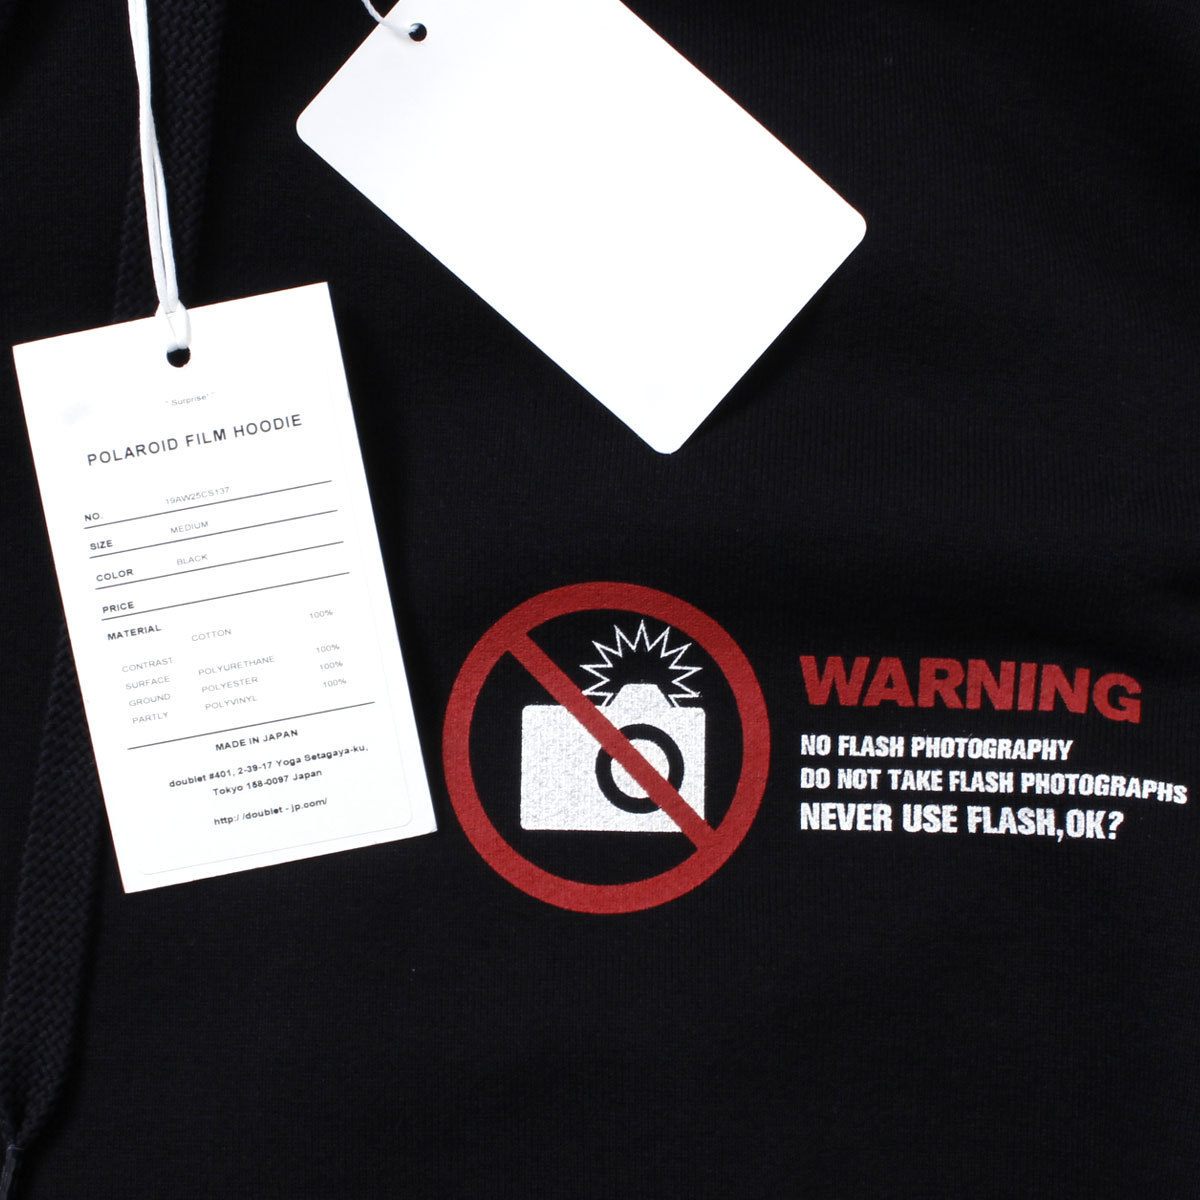 " Surprise! "
POLAROID FILM HOODIE
NO. 19AW25CS137
SIZE MEDIUM
COLOR BLACK
PRICE
MATERIAL COTTON 100%
CONTRAST
SURFACE POLYURETHANE 100%
GROUND POLYESTER 100%
PARTLY POLYVINYL 100%
MADE IN JAPAN
doublet #401, 2-39-17 Yoga Setagaya-ku,
Tokyo 158-0097 Japan
http:/ /doublet - jp.com/
WARNING
NO FLASH PHOTOGRAPHY
DO NOT TAKE FLASH PHOTOGRAPHS
NEVER USE FLASH,OK?